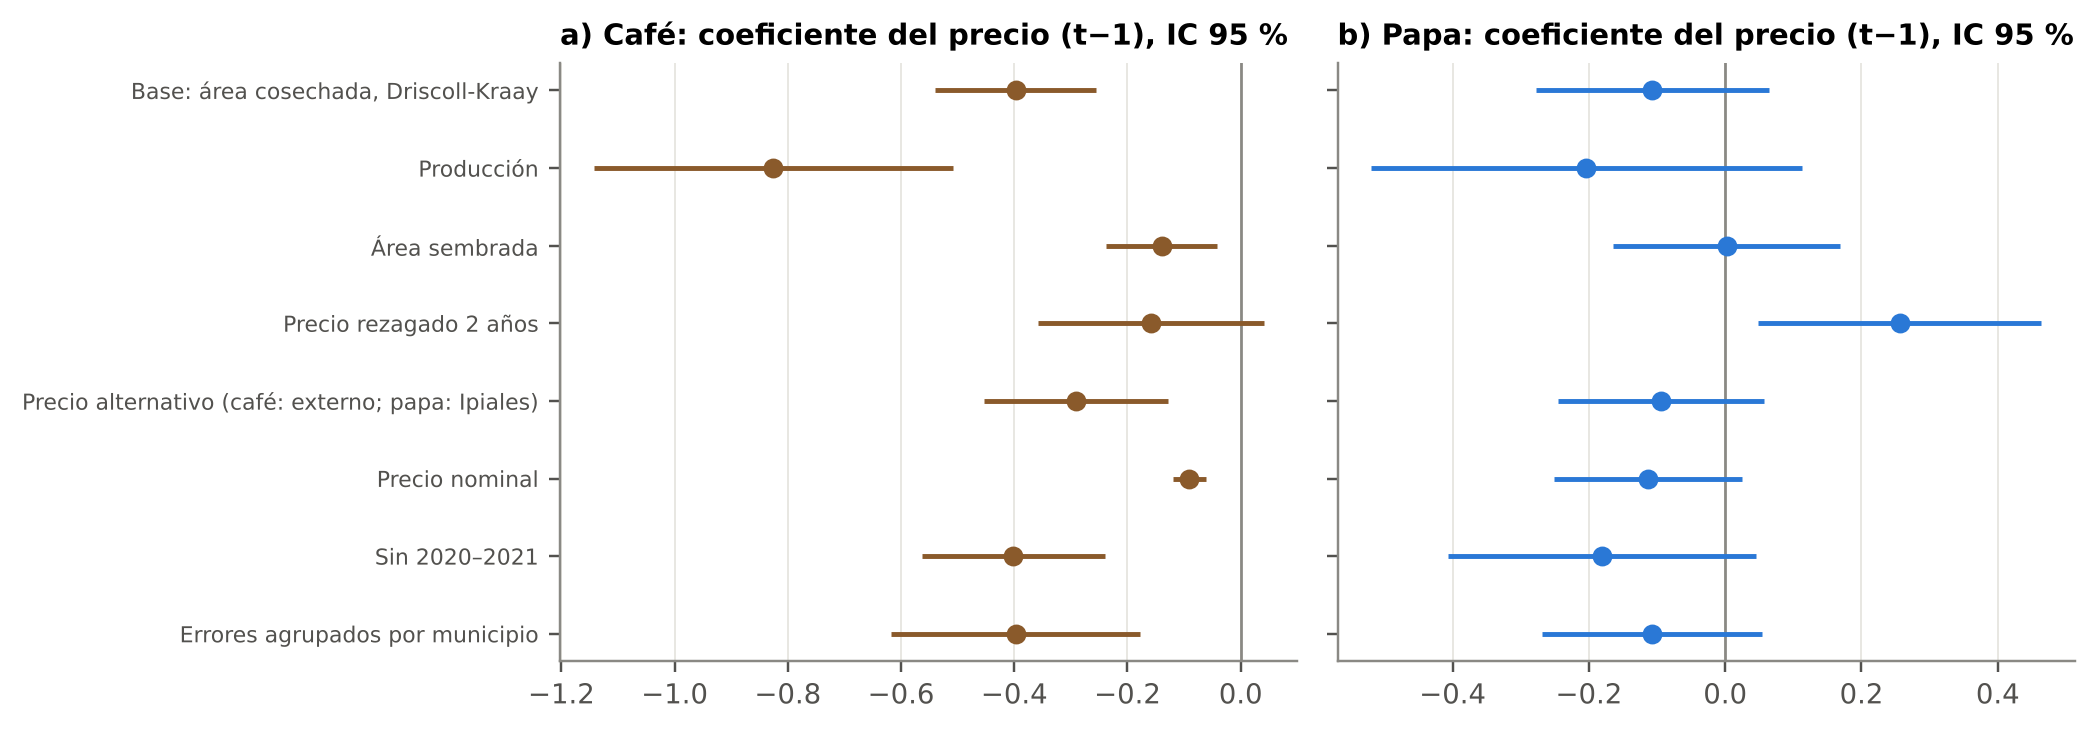 a) Café: coeficiente del precio (t−1), IC 95 %
b) Papa: coeficiente del precio (t−1), IC 95 %
Base: área cosechada, Driscoll-Kraay
Producción
Área sembrada
Precio rezagado 2 años
Precio alternativo (café: externo; papa: Ipiales)
Precio nominal
Sin 2020–2021
Errores agrupados por municipio
−1.2 −1.0 −0.8 −0.6 −0.4 −0.2 0.0
−0.4 −0.2 0.0 0.2 0.4